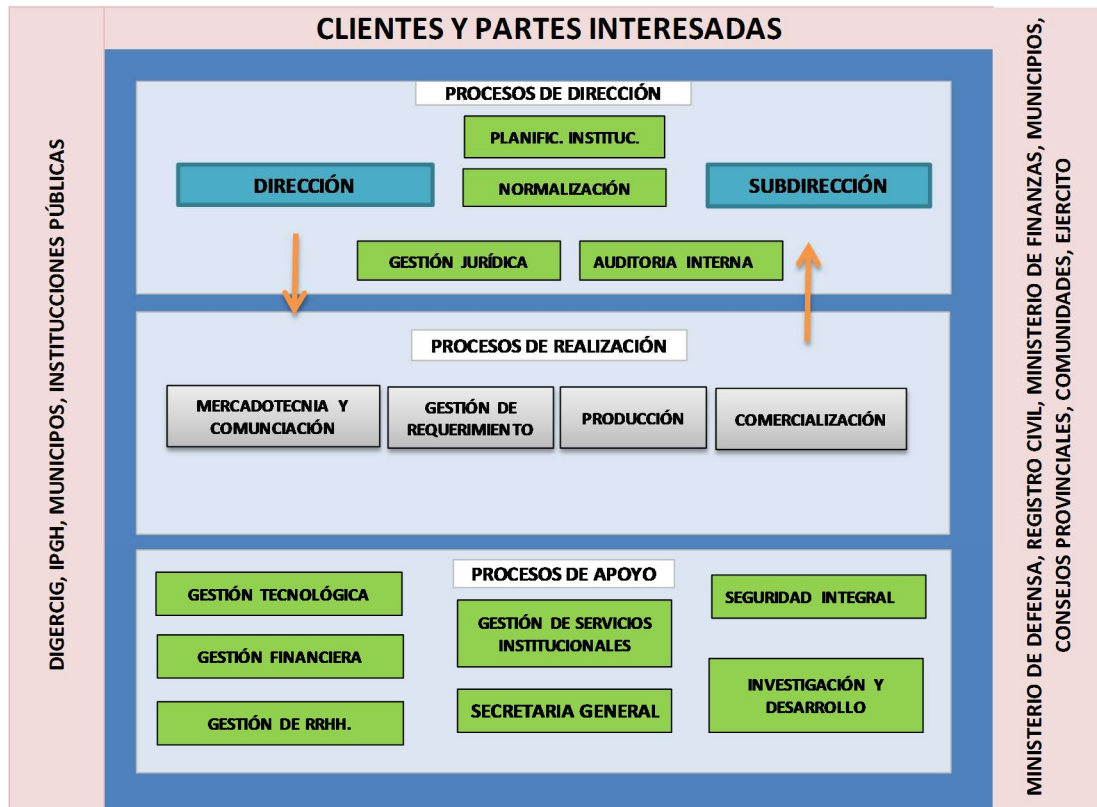 CLIENTES Y PARTES INTERESADAS
DIGERCIG, IPGH, MUNICIPOS, INSTITUCCIONES PÚBLICAS
PROCESOS DE DIRECCIÓN
PLANIFIC. INSTITUC.
DIRECCIÓN
NORMALIZACIÓN
SUBDIRECCIÓN
GESTIÓN JURÍDICA
AUDITORIA INTERNA
PROCESOS DE REALIZACIÓN
MERCADOTECNIA Y
COMUNCIACIÓN
GESTIÓN DE
REQUERIMIENTO
PRODUCCIÓN
COMERCIALIZACIÓN
PROCESOS DE APOYO
GESTIÓN TECNOLÓGICA
GESTIÓN FINANCIERA
GESTIÓN DE RRHH.
GESTIÓN DE SERVICIOS
INSTITUCIONALES
SECRETARIA GENERAL
SEGURIDAD INTEGRAL
INVESTIGACIÓN Y
DESARROLLO
MINISTERIO DE DEFENSA, REGISTRO CIVIL, MINISTERIO DE FINANZAS, MUNICIPIOS,
CONSEJOS PROVINCIALES, COMUNIDADES, EJERCITO